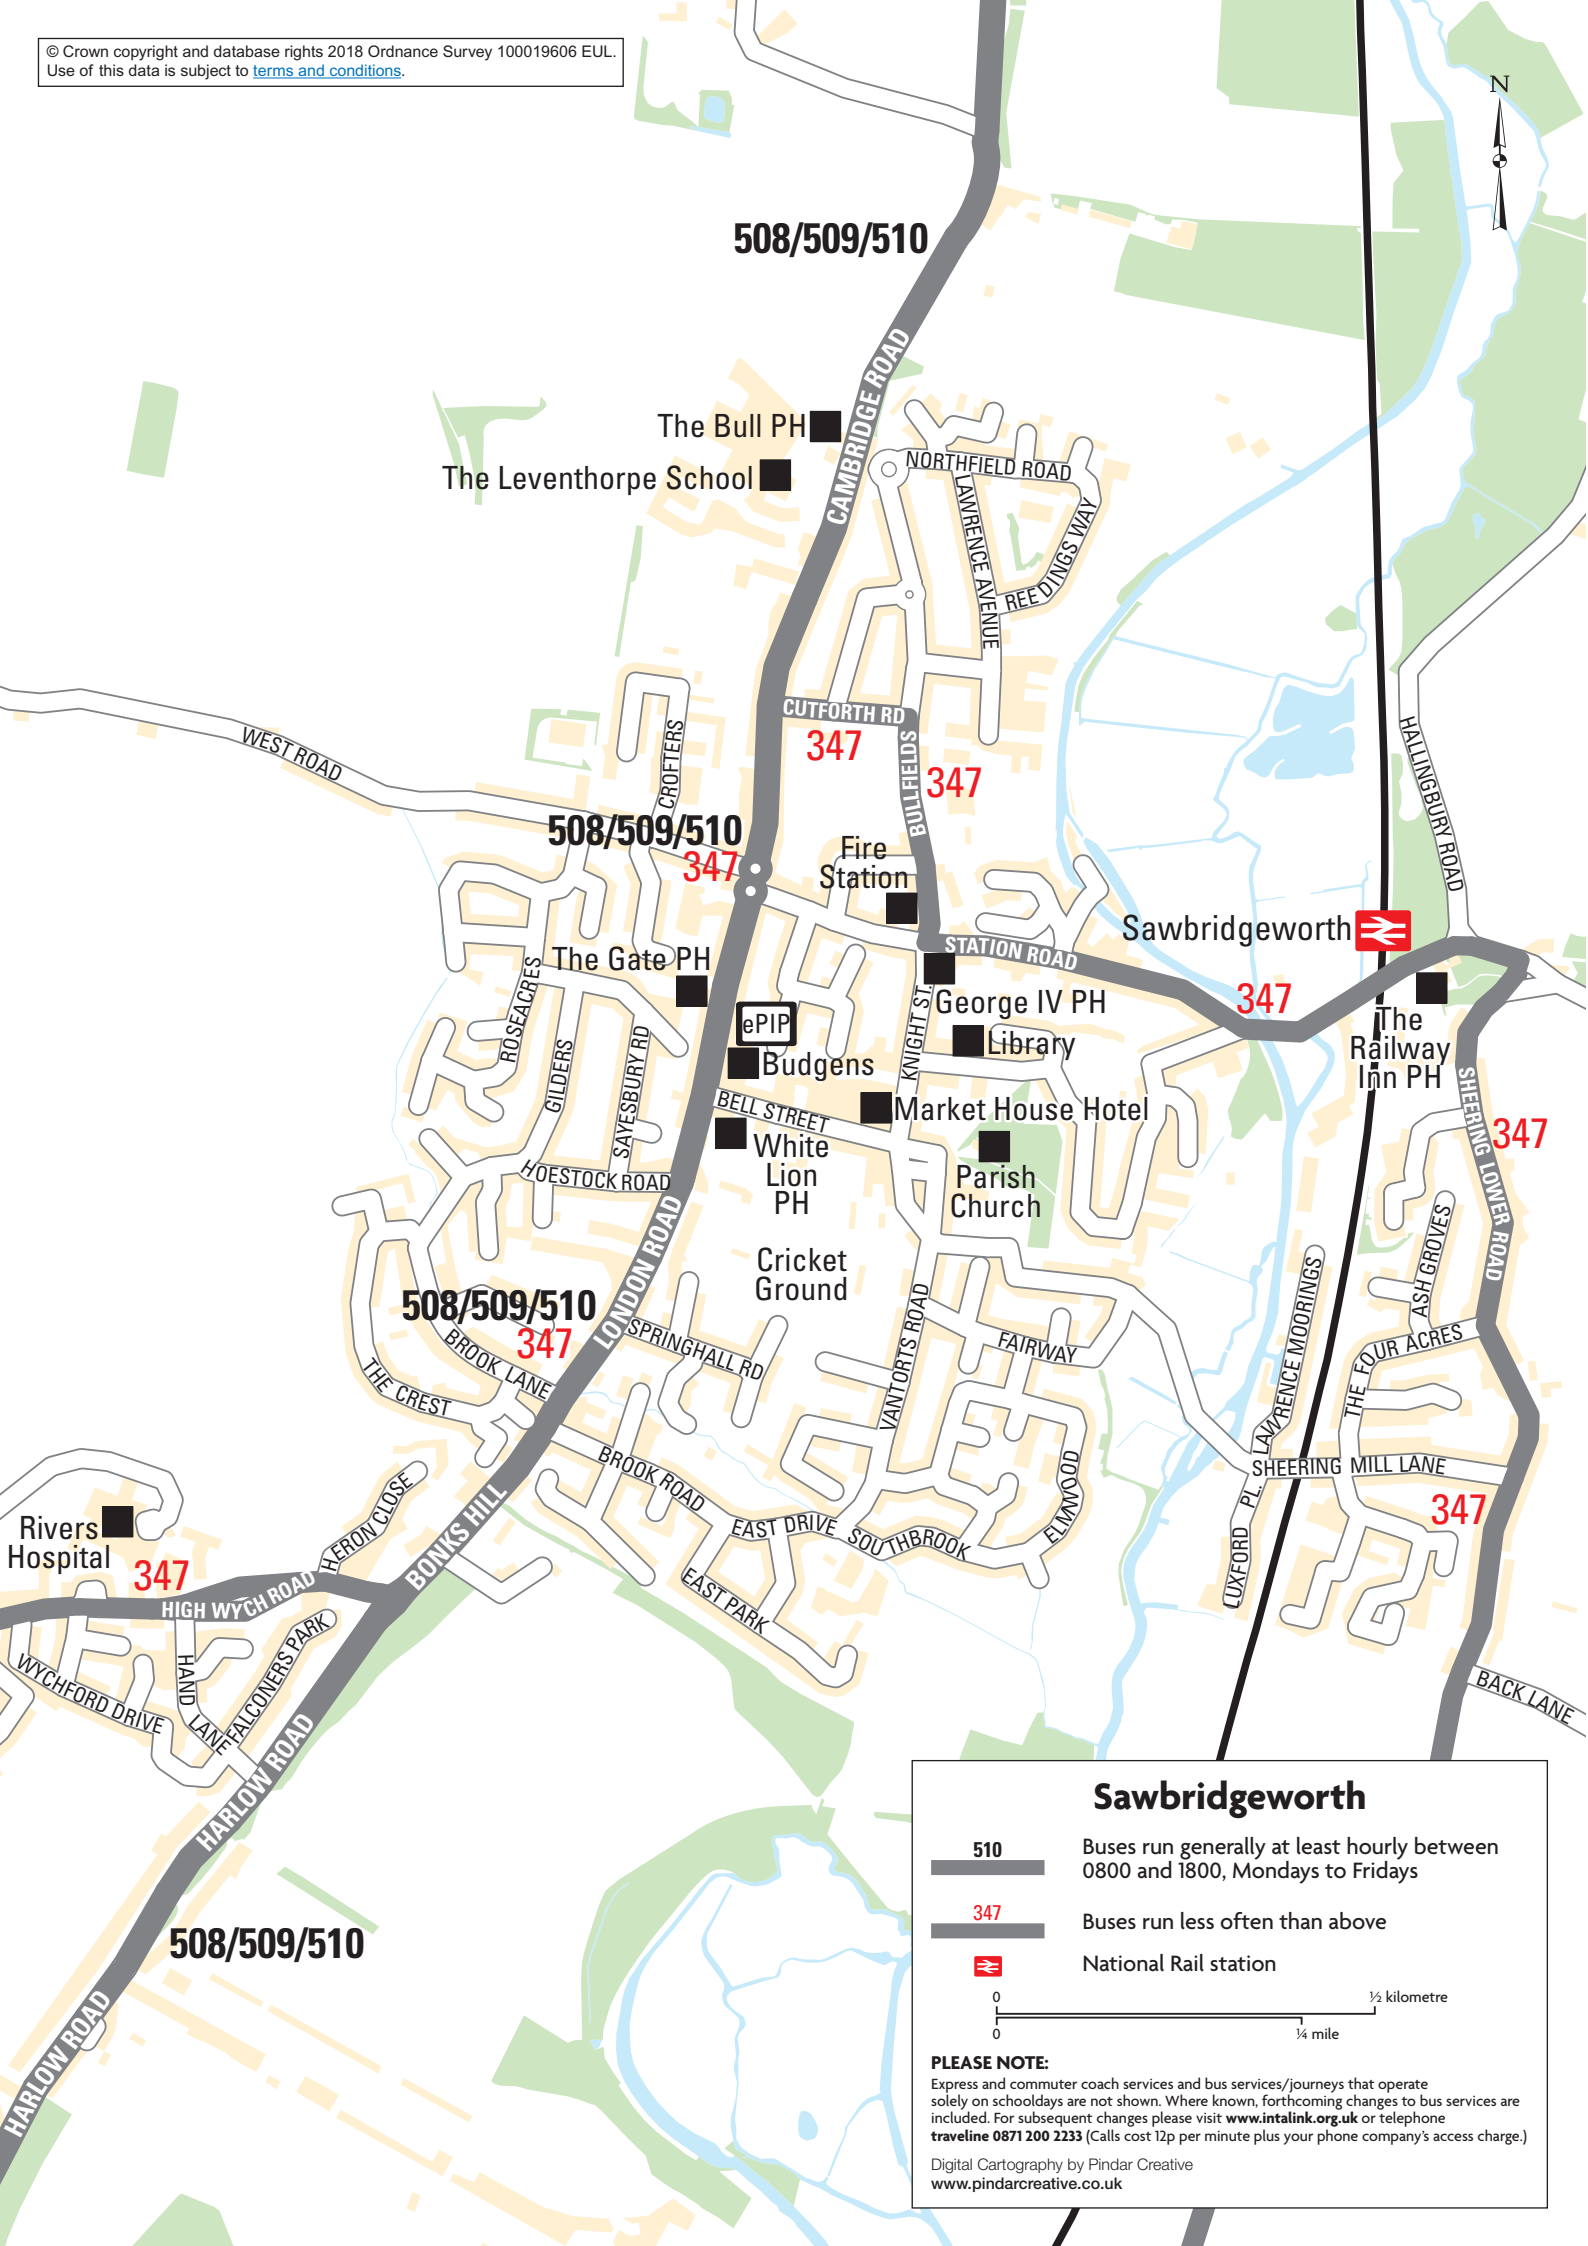 © Crown copyright and database rights 2018 Ordnance Survey 100019606 EUL.
Use of this data is subject to terms and conditions.
N
508/509/510
CAMBRIDGE ROAD
The Bull PH
The Leventhorpe School
NORTHFIELD ROAD
LAWRENCE AVENUE
REEDINGS WAY
CUTFORTH RD
347
BULLFIELDS
347
WEST ROAD
CROFTERS
HALLINGBURY ROAD
508/509/510
347
Fire
Station
Sawbridgeworth
STATION ROAD
The Gate PH
ROSEACRES
347
George IV PH
KNIGHT ST.
ePIP
Library
The
Railway
Inn PH
Budgens
GILDERS
SAYESBURY RD
BELL STREET
Market House Hotel
SHEERING LOWER ROAD
347
White
Lion
PH
Parish
Church
HOESTOCK ROAD
LONDON ROAD
Cricket
Ground
ASH GROVES
508/509/510
347
BROOK LANE
SPRINGHALL RD
VANTORTS ROAD
FAIRWAY
LAWRENCE MOORINGS
THE FOUR ACRES
THE CREST
BROOK ROAD
SHEERING MILL LANE
ELMWOOD
LUXFORD PL.
347
EAST DRIVE
SOUTHBROOK
HERON CLOSE
BONKS HILL
Rivers
Hospital
347
HIGH WYCH ROAD
EAST PARK
FALCONERS PARK
HAND LANE
WYCHFORD DRIVE
BACK LANE
HARLOW ROAD
508/509/510
HARLOW ROAD
Sawbridgeworth
510
Buses run generally at least hourly between
0800 and 1800, Mondays to Fridays
347
Buses run less often than above
National Rail station
0 ½ kilometre
0 ¼ mile
PLEASE NOTE:
Express and commuter coach services and bus services/journeys that operate
solely on schooldays are not shown. Where known, forthcoming changes to bus services are
included. For subsequent changes please visit www.intalink.org.uk or telephone
traveline 0871 200 2233 (Calls cost 12p per minute plus your phone company's access charge.)
Digital Cartography by Pindar Creative
www.pindarcreative.co.uk